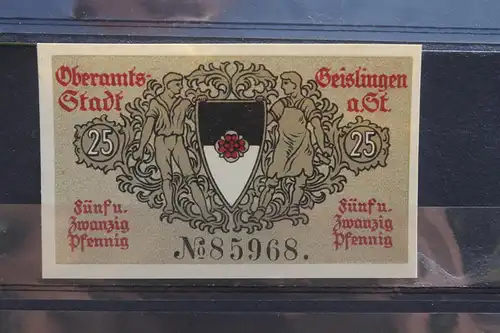 Oberamts-
Stadt
Geislingen
a.St.
25
25
Fünf u.
Zwanzig
Pfennig
Fünf u.
Zwanzig
Pfennig
№85968.